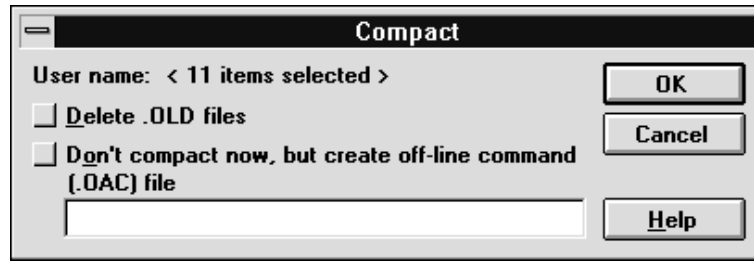 Compact
User name: < 11 items selected >
OK
Delete .OLD files
Cancel
Don't compact now, but create off-line command
(.OAC) file
Help